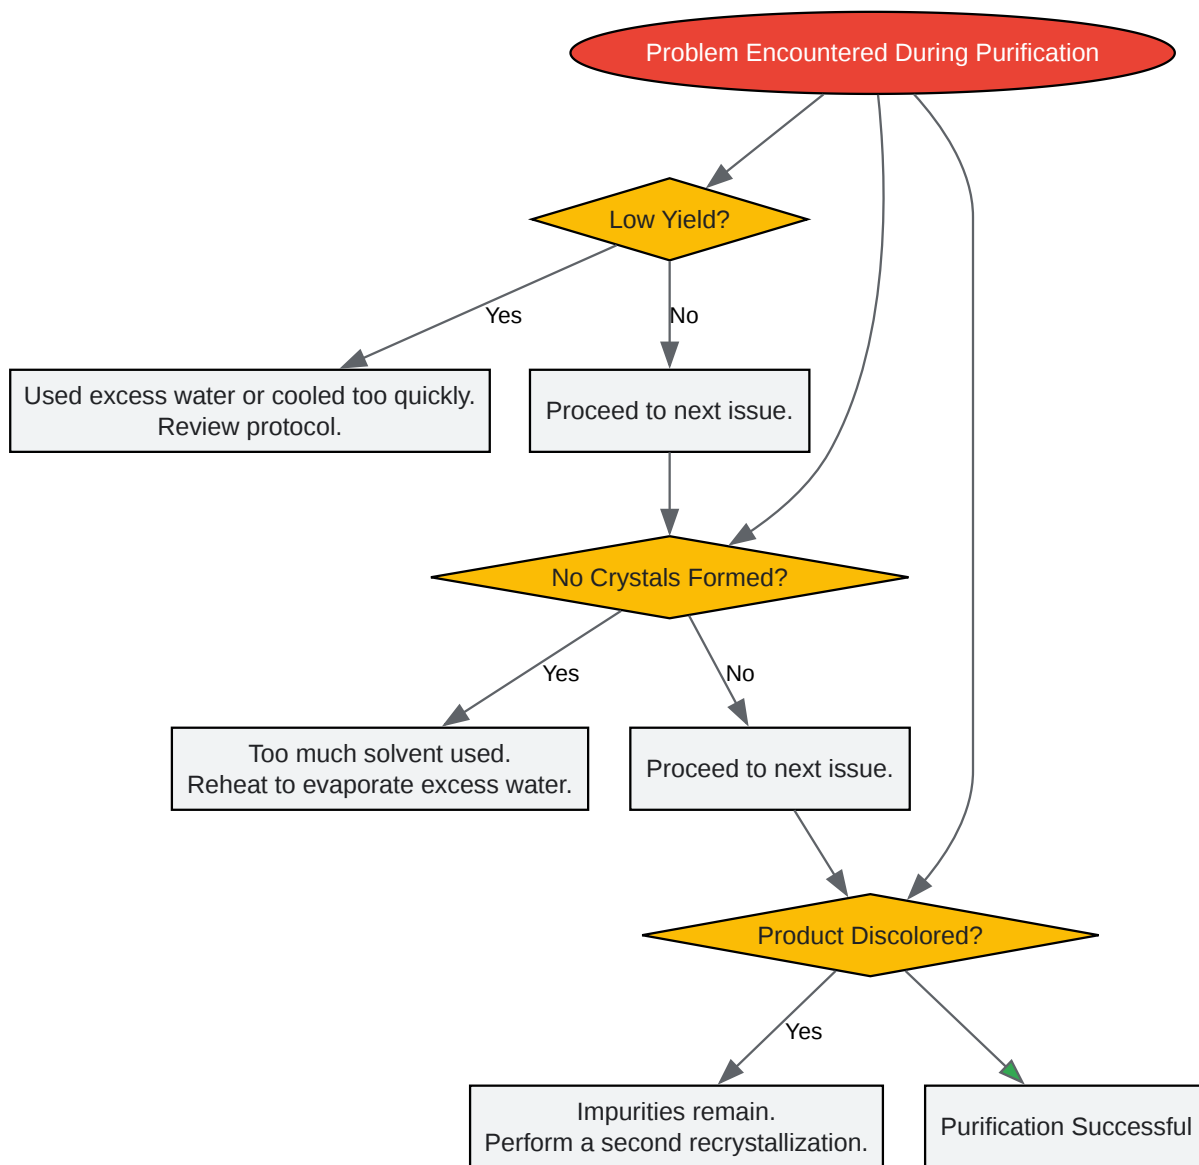 Problem Encountered During Purification
Low Yield?
Yes
No
Used excess water or cooled too quickly.
Review protocol.
Proceed to next issue.
No Crystals Formed?
Yes
No
Too much solvent used.
Reheat to evaporate excess water.
Proceed to next issue.
Product Discolored?
Yes
Impurities remain.
Perform a second recrystallization.
Purification Successful